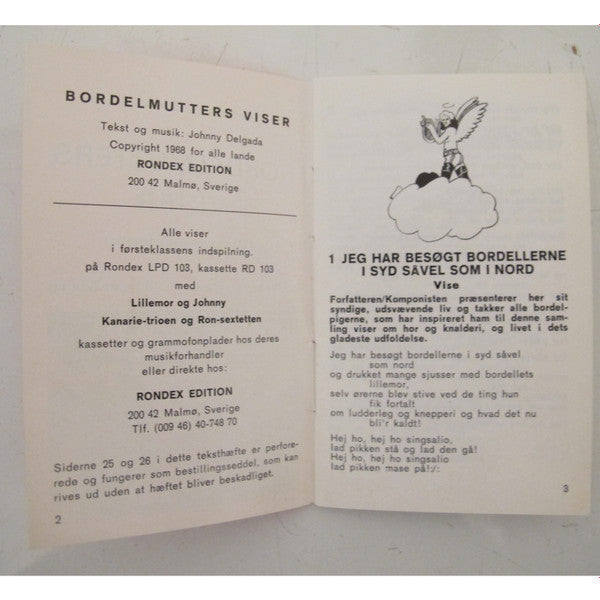 BORDELMUTTERS VISER
Tekst og musik: Johnny Delgada
Copyright 1968 for alle lande
RONDEX EDITION
200 42 Malmø, Sverige
Alle viser
i førsteklassens indspilning.
på Rondex LPD 103, kassette RD 103
med
Lillemor og Johnny
Kanarie-trioen og Ron-sextetten
kassetter og grammofonplader hos deres
musikforhandler
eller direkte hos:
RONDEX EDITION
200 42 Malmø, Sverige
Tlf. (009 46) 40-748 70
Siderne 25 og 26 i dette teksthæfte er perfore-
rede og fungerer som bestillingsseddel, som kan
rives ud uden at hæftet bliver beskadligt.
2
1 JEG HAR BESØGT BORDELLERNE
I SYD SÅVEL SOM I NORD
Vise
Forfatteren/Komponisten præsenterer her sit
syndige, udsvævende liv og takker alle bordel-
pigerne, som har inspireret ham til denne sam-
ling viser om hor og knalderi, og livet i dets
gladeste udfoldelse.
Jeg har besøgt bordellerne i syd såvel
som nord
og drukket mange sjusser med bordellets
lillemor,
selv ørerne blev stive ved de ting hun
fik fortalt
om ludderleg og knepperi og hvad det nu
bli'r kaldt!
Hej ho, hej ho singsalio,
lad pikken stå og lad den gå!
Hej ho, hej ho singsalio
lad pikken mase på!:/:
3